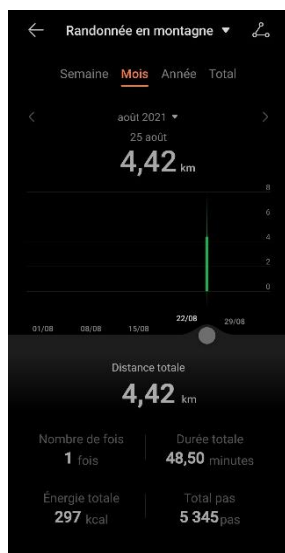 Randonnée en montagne
Semaine Mois Année Total
août 2021
25 août
4,42 km
8
6
4
2
0
01/08 08/08 15/08 22/08 29/08
Distance totale
4,42 km
Nombre de fois Durée totale
1 fois 48,50 minutes
Énergie totale Total pas
297 kcal 5 345 pas